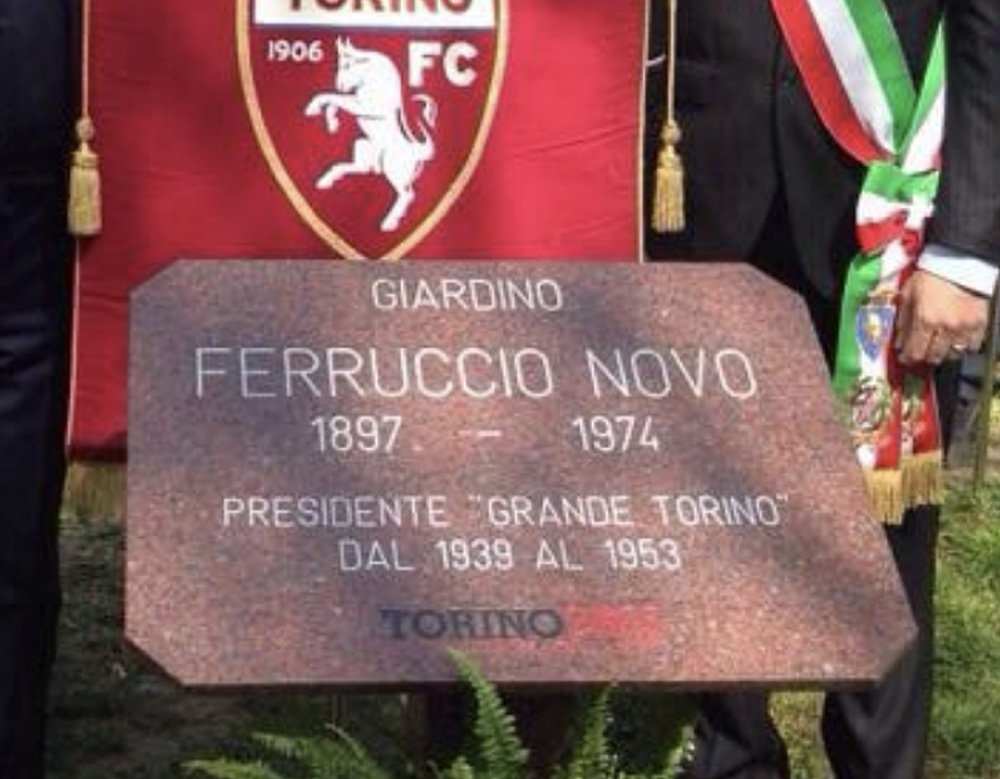 TORINO
1906 FC
GIARDINO
FERRUCCIO NOVO
1897 - 1974
PRESIDENTE "GRANDE TORINO"
DAL 1939 AL 1953
TORINO